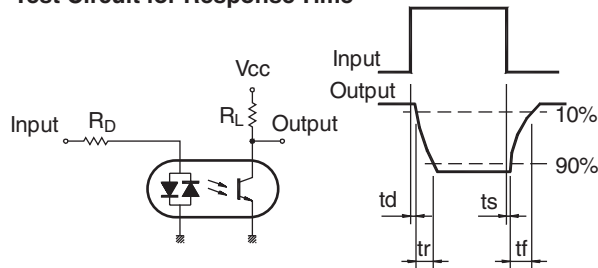 Test Circuit for Response Time
Input
Output
Vcc
10%
Input
RD
RL
Output
90%
td
ts
tr
tf